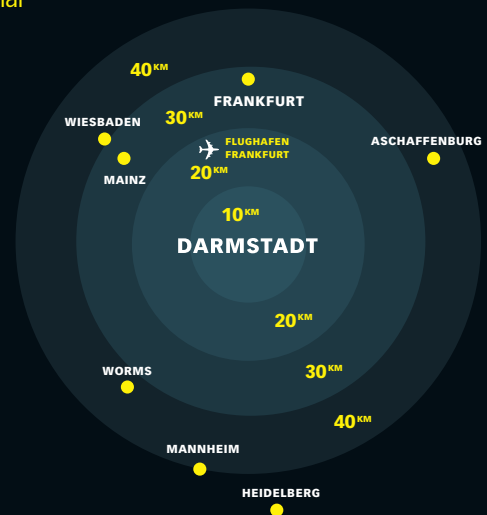 40KM
FRANKFURT
30KM
WIESBADEN
FLUGHAFEN
FRANKFURT
ASCHAFFENBURG
20KM
MAINZ
10KM
DARMSTADT
20KM
30KM
WORMS
40KM
MANNHEIM
HEIDELBERG